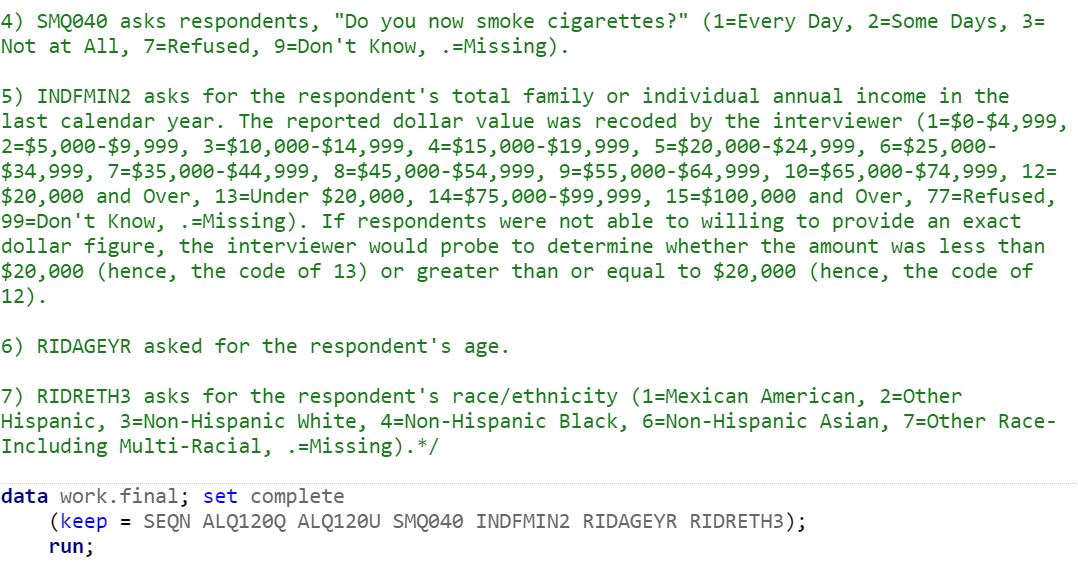 4) SMQ040 asks respondents, "Do you now smoke cigarettes?" (1=Every Day, 2=Some Days, 3=
Not at All, 7=Refused, 9=Don't Know, .=Missing).
5) INDFMIN2 asks for the respondent's total family or individual annual income in the
last calendar year. The reported dollar value was recoded by the interviewer (1=$0-$4,999,
2=$5,000-$9,999, 3=$10,000-$14,999, 4=$15,000-$19,999, 5=$20,000-$24,999, 6=$25,000-
$34,999, 7=$35,000-$44,999, 8=$45,000-$54,999, 9=$55,000-$64,999, 10=$65,000-$74,999, 12=
$20,000 and Over, 13=Under $20,000, 14=$75,000-$99,999, 15=$100,000 and Over, 77=Refused,
99=Don't Know, .=Missing). If respondents were not able to willing to provide an exact
dollar figure, the interviewer would probe to determine whether the amount was less than
$20,000 (hence, the code of 13) or greater than or equal to $20,000 (hence, the code of
12).
6) RIDAGEYR asked for the respondent's age.
7) RIDRETH3 asks for the respondent's race/ethnicity (1=Mexican American, 2=Other
Hispanic, 3=Non-Hispanic White, 4=Non-Hispanic Black, 6=Non-Hispanic Asian, 7=Other Race-
Including Multi-Racial, .=Missing).*/
data work.final; set complete
(keep = SEQN ALQ120Q ALQ120U SMQ040 INDFMIN2 RIDAGEYR RIDRETH3);
run;